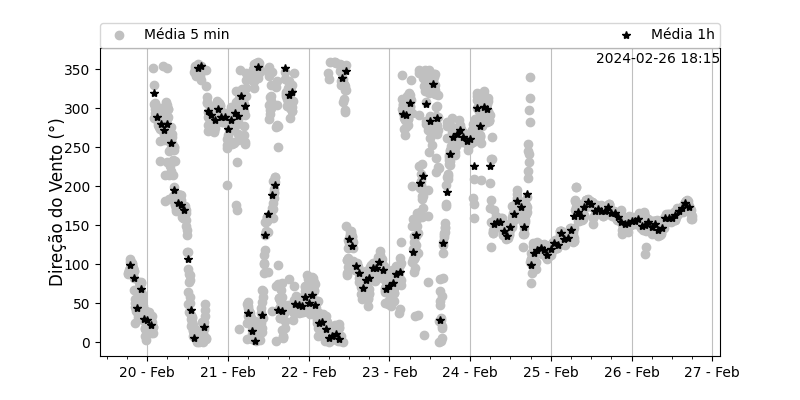 Média 5 min
Média 1h
2024-02-26 18:15
Direção do Vento (°)
350
300
250
200
150
100
50
0
20 - Feb
21 - Feb
22 - Feb
23 - Feb
24 - Feb
25 - Feb
26 - Feb
27 - Feb